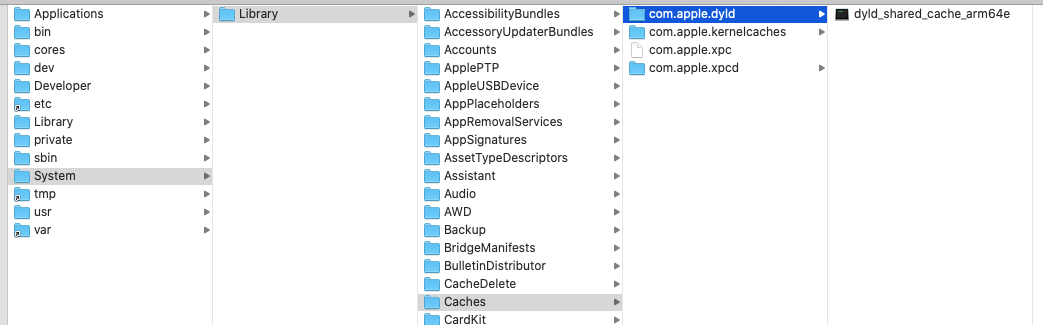 Applications
bin
cores
dev
Developer
etc
Library
private
sbin
System
tmp
usr
var
Library
AccessibilityBundles
AccessoryUpdaterBundles
Accounts
ApplePTP
AppleUSBDevice
AppPlaceholders
AppRemovalServices
AppSignatures
AssetTypeDescriptors
Assistant
Audio
AWD
Backup
BridgeManifests
BulletinDistributor
CacheDelete
Caches
CardKit
com.apple.dyld
com.apple.kernelcaches
com.apple.xpc
com.apple.xpcd
dyld_shared_cache_arm64e